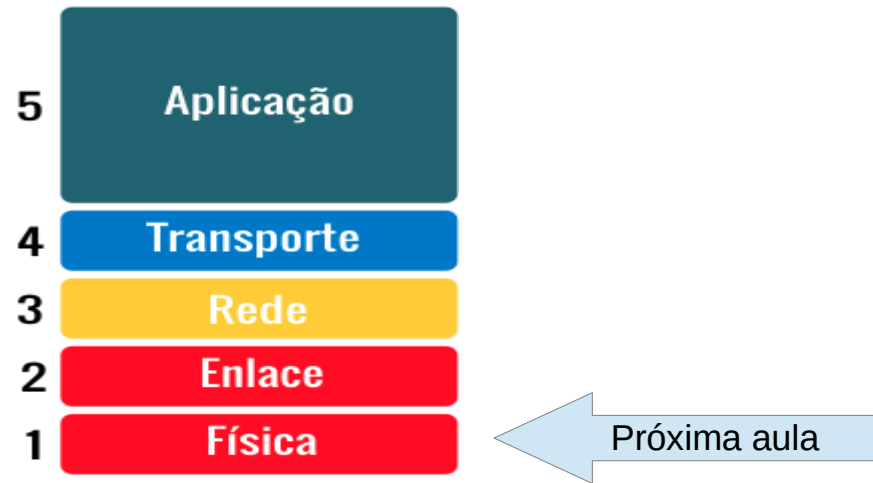 5 Aplicação
4 Transporte
3 Rede
2 Enlace
1 Física Próxima aula